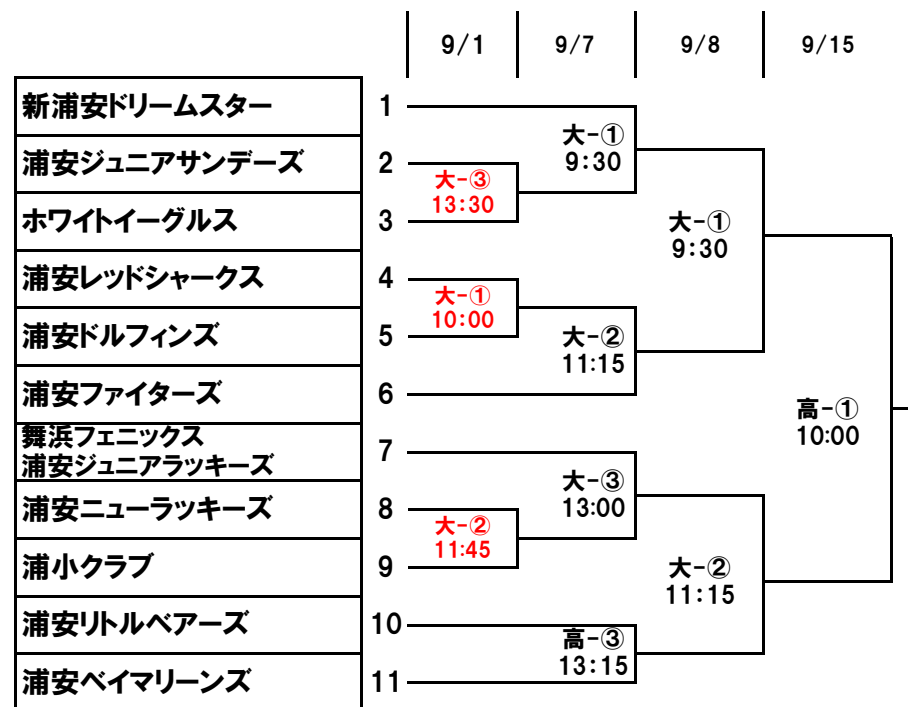 9/1 9/7 9/8 9/15
新浦安ドリームスター 1
大-①
9:30
浦安ジュニアサンデーズ 2
大-③
13:30
ホワイトイーグルス 3
大-①
9:30
浦安レッドシャークス 4
大-①
10:00
浦安ドルフィンズ 5
大-②
11:15
浦安ファイターズ 6
高-①
10:00
舞浜フェニックス
浦安ジュニアラッキーズ 7
大-③
13:00
浦安ニューラッキーズ 8
大-②
11:45
浦小クラブ 9
大-②
11:15
浦安リトルベアーズ 10
高-③
13:15
浦安ベイマリーンズ 11